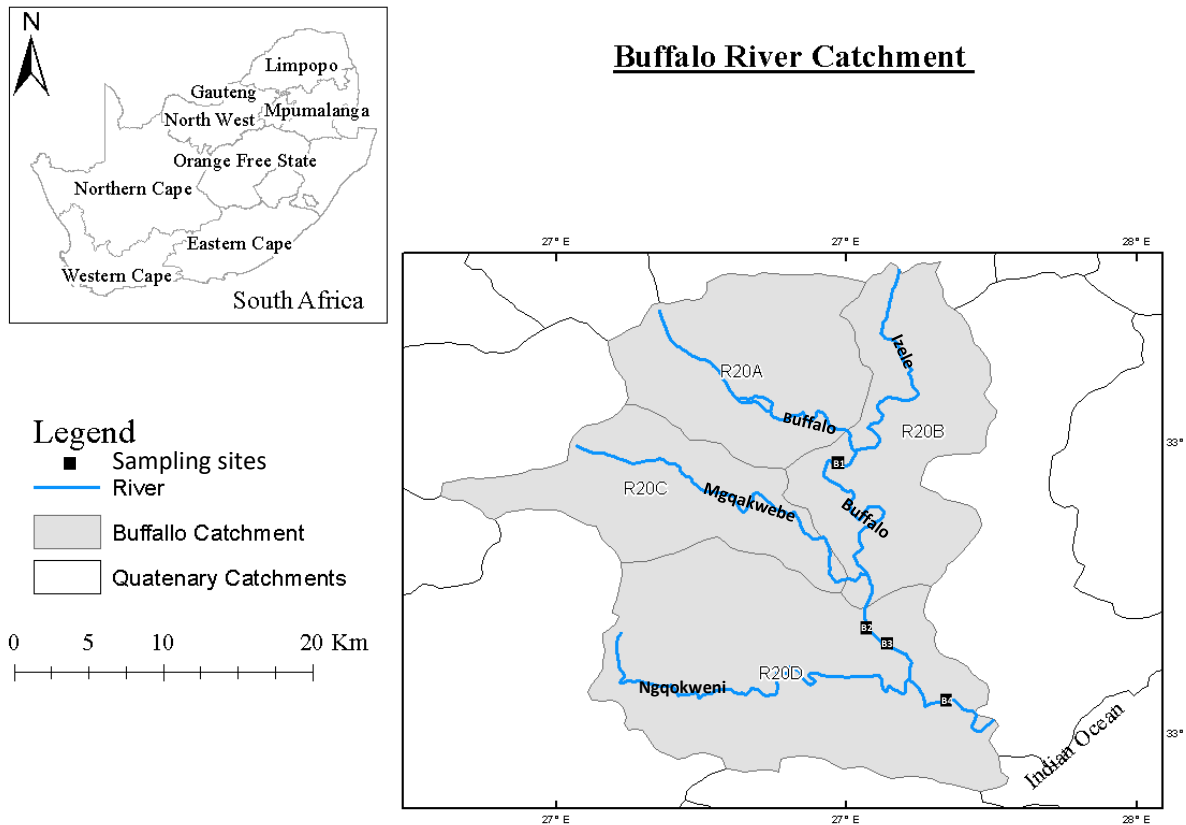 N
Buffalo River Catchment
Limpopo
Gauteng
North West
Mpumalanga
Orange Free State
Northern Cape
Eastern Cape
Western Cape
South Africa
27° E
27° E
28° E
Izele
R20A
Buffalo
R20B
33°
B1
R20C
Mgqakwebe
Buffalo
B2
B3
R20D
Ngqokweni
B4
33°
Indian Ocean
27° E
27° E
28° E
Legend
Sampling sites
River
Buffallo Catchment
Quatenary Catchments
0 5 10 20 Km